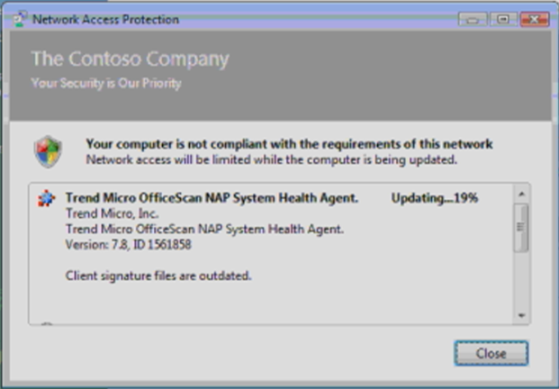 Network Access Protection
The Contoso Company
Your Security is Our Priority
Your computer is not compliant with the requirements of this network
Network access will be limited while the computer is being updated.
Trend Micro OfficeScan NAP System Health Agent. Updating...19%
Trend Micro, Inc.
Trend Micro OfficeScan NAP System Health Agent.
Version: 7.8, ID 1561858
Client signature files are outdated.
Close